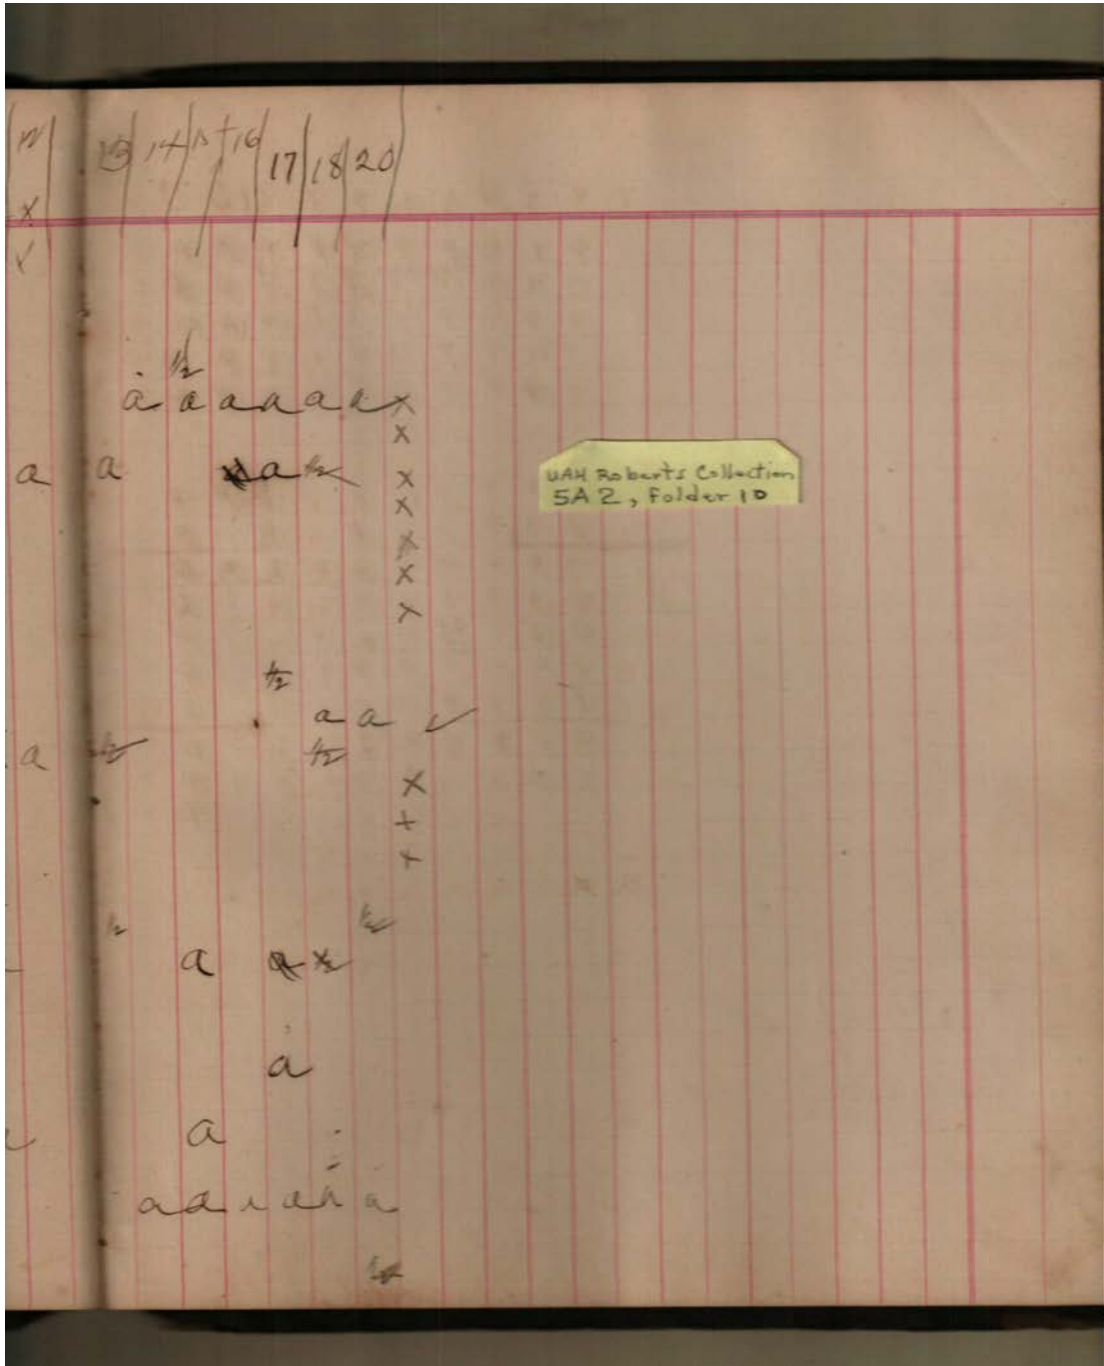 13 14 15 16 17 18 20
x
✓
1/2
a a a a a a x
x
a a a 1/2 x
x
x
x
x
1/2
a a ✓
a 1/2 1/2
x
x
x
1/2 1/2
a
a
a
a a a a
UAH Roberts Collection
5A2, Folder 10